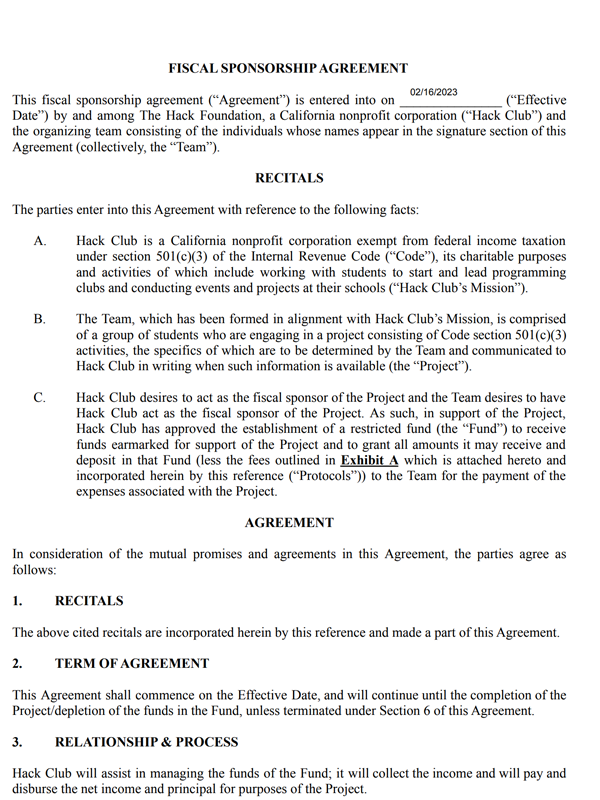 FISCAL SPONSORSHIP AGREEMENT
This fiscal sponsorship agreement (“Agreement”) is entered into on 02/16/2023 (“Effective
Date”) by and among The Hack Foundation, a California nonprofit corporation (“Hack Club”) and
the organizing team consisting of the individuals whose names appear in the signature section of this
Agreement (collectively, the “Team”).
RECITALS
The parties enter into this Agreement with reference to the following facts:
A. Hack Club is a California nonprofit corporation exempt from federal income taxation
under section 501(c)(3) of the Internal Revenue Code (“Code”), its charitable purposes
and activities of which include working with students to start and lead programming
clubs and conducting events and projects at their schools (“Hack Club’s Mission”).
B. The Team, which has been formed in alignment with Hack Club’s Mission, is comprised
of a group of students who are engaging in a project consisting of Code section 501(c)(3)
activities, the specifics of which are to be determined by the Team and communicated to
Hack Club in writing when such information is available (the “Project”).
C. Hack Club desires to act as the fiscal sponsor of the Project and the Team desires to have
Hack Club act as the fiscal sponsor of the Project. As such, in support of the Project,
Hack Club has approved the establishment of a restricted fund (the “Fund”) to receive
funds earmarked for support of the Project and to grant all amounts it may receive and
deposit in that Fund (less the fees outlined in Exhibit A which is attached hereto and
incorporated herein by this reference (“Protocols”)) to the Team for the payment of the
expenses associated with the Project.
AGREEMENT
In consideration of the mutual promises and agreements in this Agreement, the parties agree as
follows:
1. RECITALS
The above cited recitals are incorporated herein by this reference and made a part of this Agreement.
2. TERM OF AGREEMENT
This Agreement shall commence on the Effective Date, and will continue until the completion of the
Project/depletion of the funds in the Fund, unless terminated under Section 6 of this Agreement.
3. RELATIONSHIP & PROCESS
Hack Club will assist in managing the funds of the Fund; it will collect the income and will pay and
disburse the net income and principal for purposes of the Project.